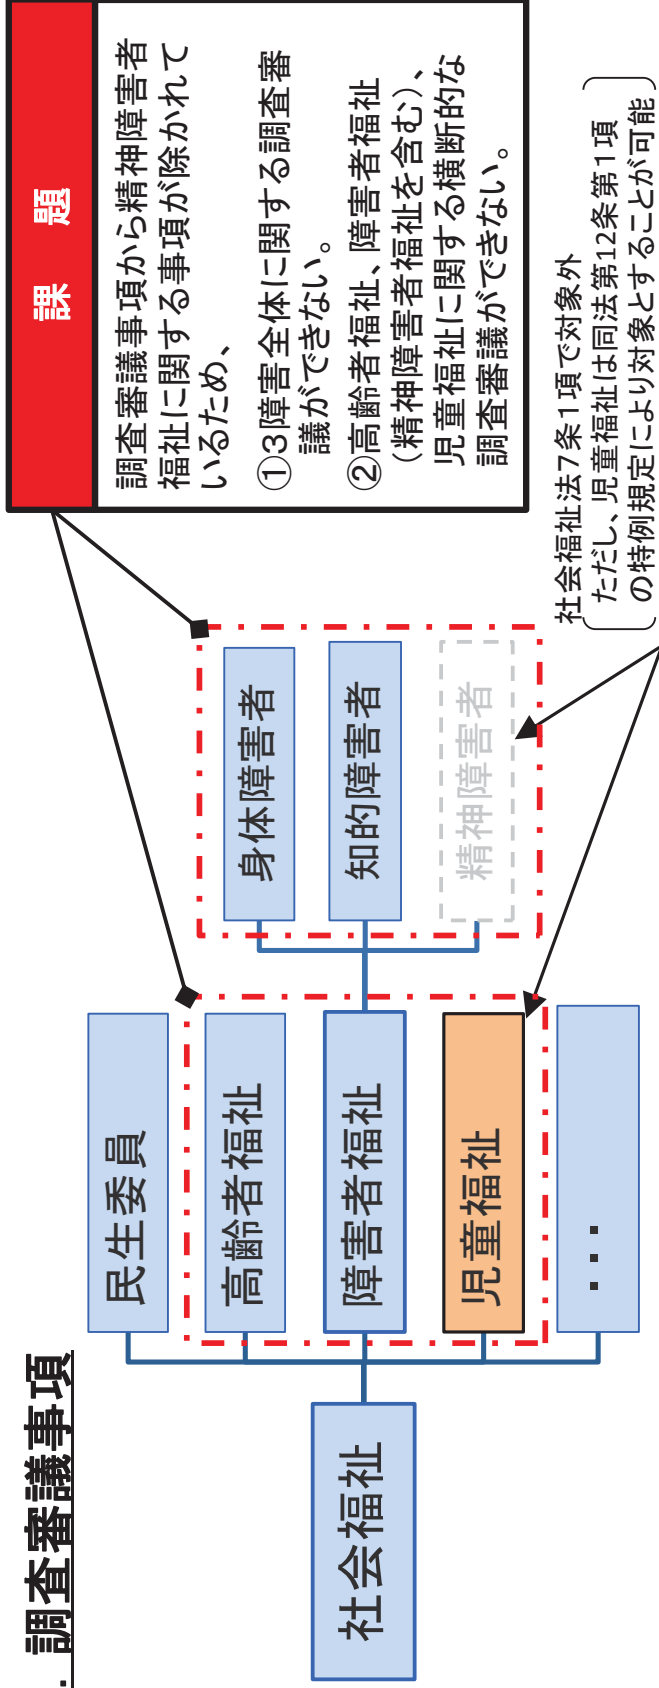 . 調査審議事項
社会福祉
民生委員
高齢者福祉
障害者福祉
児童福祉
・・・
身体障害者
知的障害者
精神障害者
課 題
調査審議事項から精神障害者
福祉に関する事項が除かれて
いるため、
①3障害全体に関する調査審
議ができない。
②高齢者福祉、障害者福祉
(精神障害者福祉を含む)、
児童福祉に関する横断的な
調査審議ができない。
社会福祉法7条1項で対象外
ただし、児童福祉は同法第12条第1項
の特例規定により対象とすることが可能